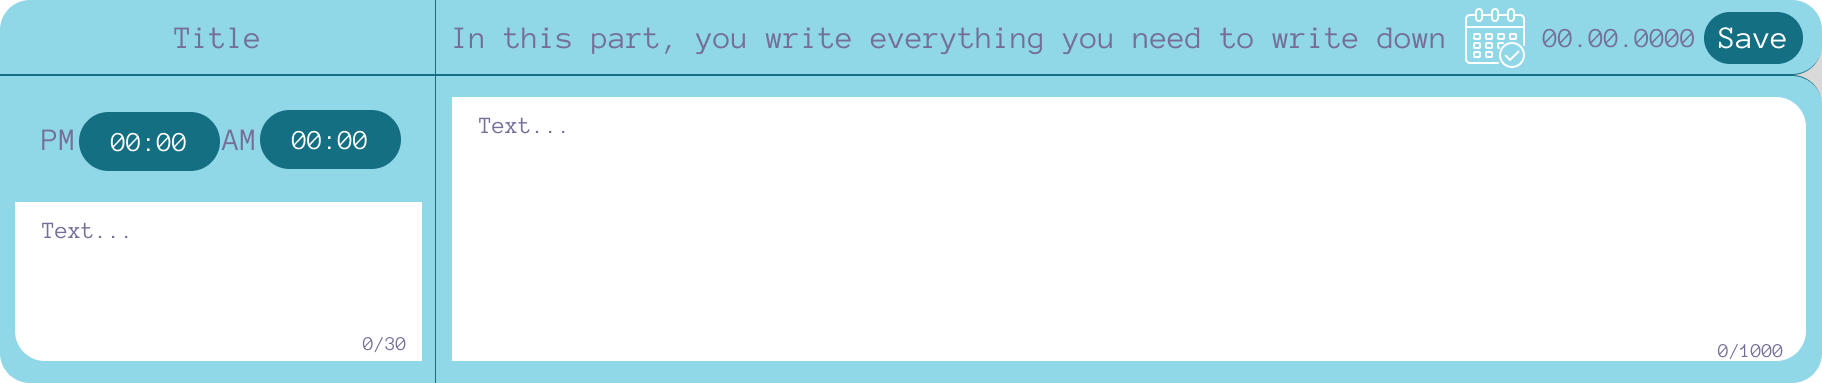 Title
In this part, you write everything you need to write down
00.00.0000
Save
PM 00:00 AM 00:00
Text...
0/30
Text...
0/1000